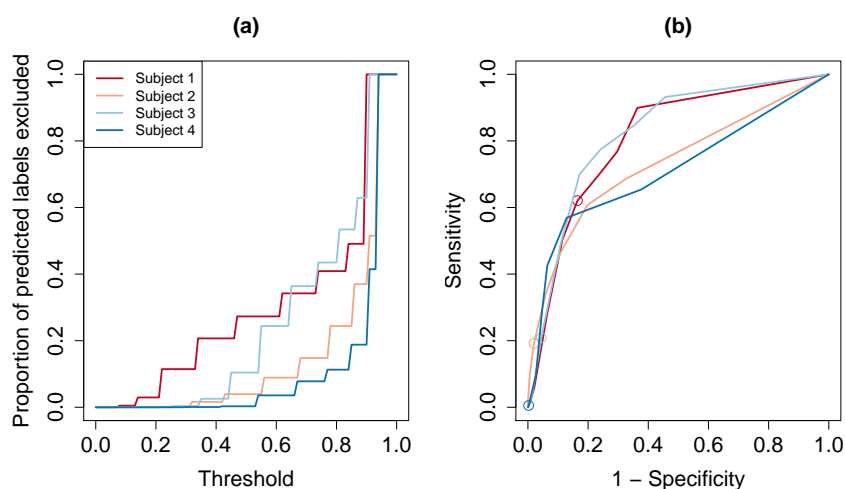 (a)
Proportion of predicted labels excluded
1.0
0.8
0.6
0.4
0.2
0.0
Subject 1
Subject 2
Subject 3
Subject 4
0.0 0.2 0.4 0.6 0.8 1.0
Threshold
(b)
Sensitivity
1.0
0.8
0.6
0.4
0.2
0.0
0.0 0.2 0.4 0.6 0.8 1.0
1 − Specificity